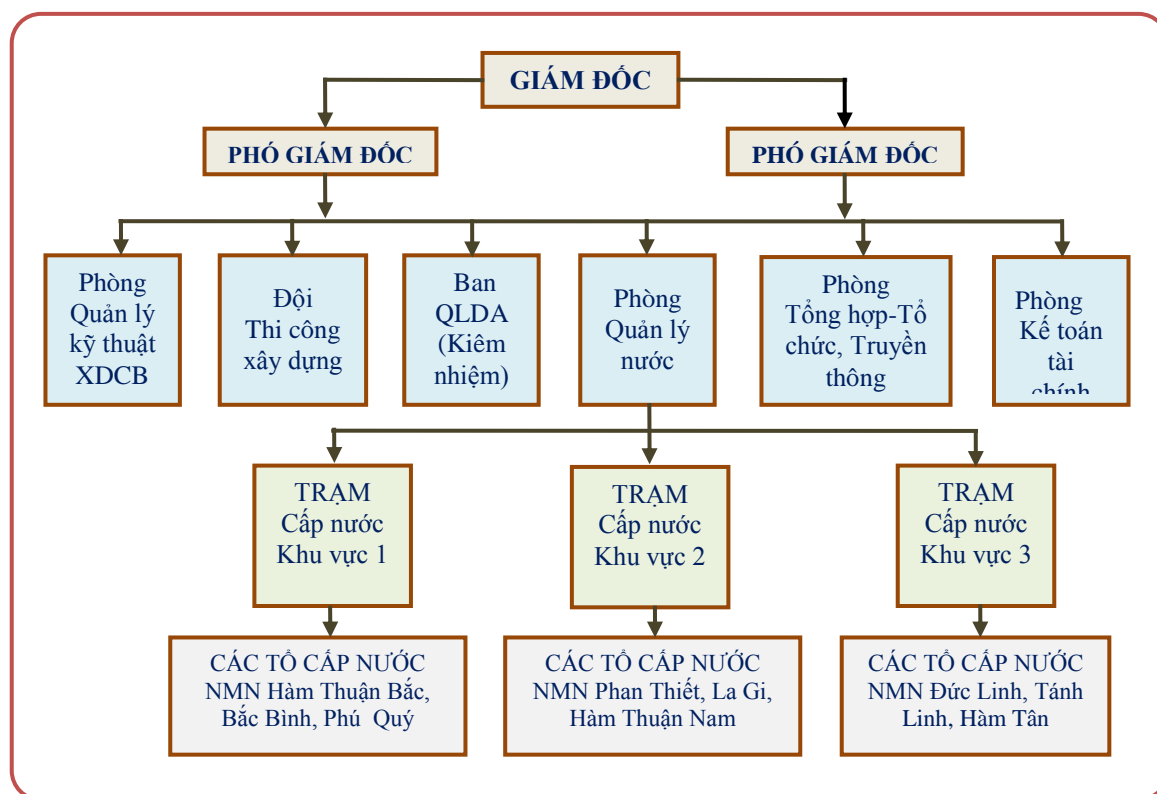 GIÁM ĐỐC
PHÓ GIÁM ĐỐC
PHÓ GIÁM ĐỐC
Phòng
Quản lý
kỹ thuật
XDCB
Đội
Thi công
xây dựng
Ban
QLDA
(Kiêm
nhiệm)
Phòng
Quản lý
nước
Phòng
Tổng hợp-Tổ
chức, Truyền
thông
Phòng
Kế toán
tài
chính
TRẠM
Cấp nước
Khu vực 1
TRẠM
Cấp nước
Khu vực 2
TRẠM
Cấp nước
Khu vực 3
CÁC TỔ CẤP NƯỚC
NMN Hàm Thuận Bắc,
Bắc Bình, Phú Quý
CÁC TỔ CẤP NƯỚC
NMN Phan Thiết, La Gi,
Hàm Thuận Nam
CÁC TỔ CẤP NƯỚC
NMN Đức Linh, Tánh
Linh, Hàm Tân